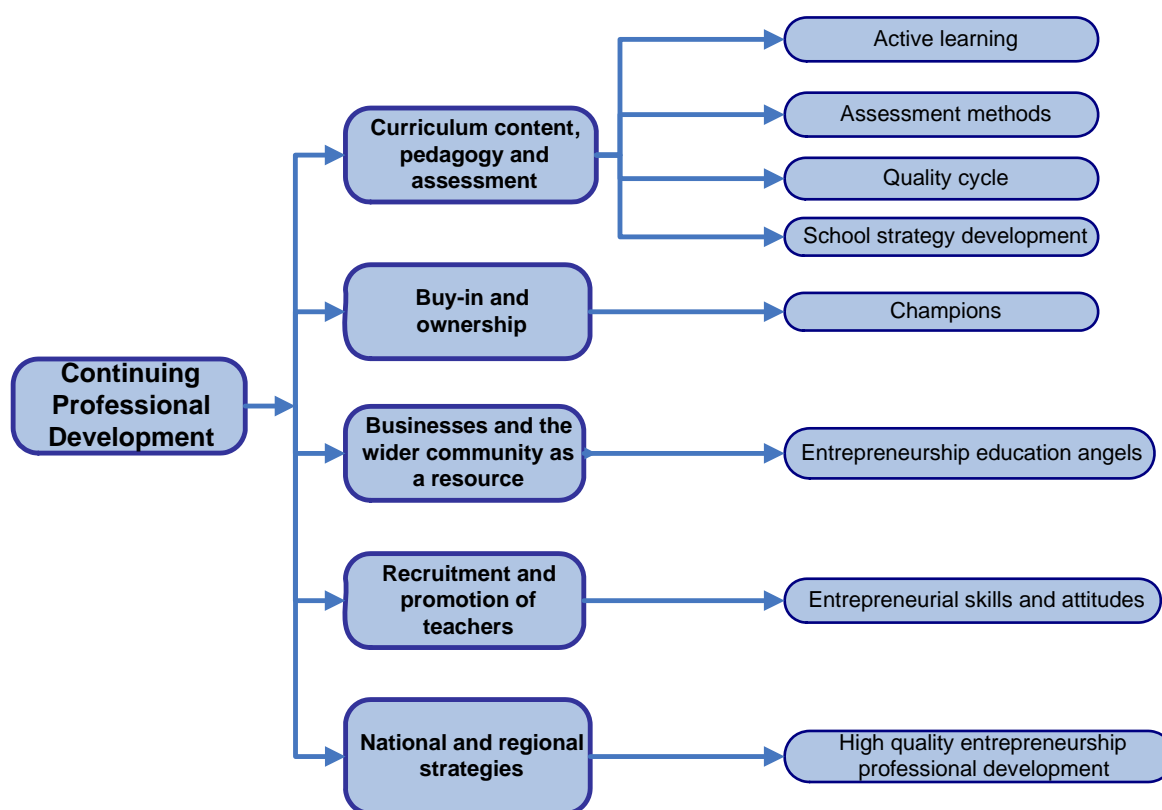 Continuing
Professional
Development
Curriculum content,
pedagogy and
assessment
Active learning
Assessment methods
Quality cycle
School strategy development
Buy-in and
ownership
Champions
Businesses and the
wider community as
a resource
Entrepreneurship education angels
Recruitment and
promotion of
teachers
Entrepreneurial skills and attitudes
National and regional
strategies
High quality entrepreneurship
professional development